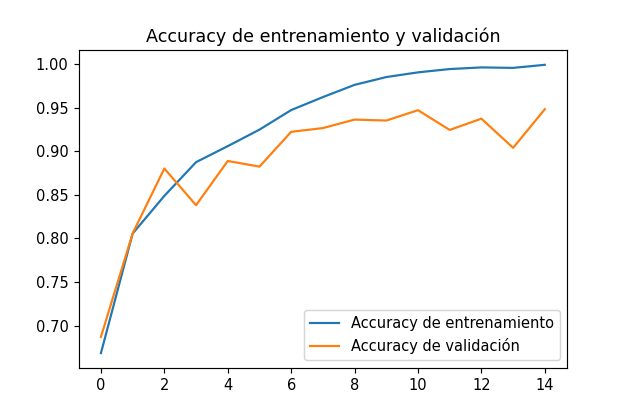 Accuracy de entrenamiento y validación
1.00
0.95
0.90
0.85
0.80
0.75
0.70
Accuracy de entrenamiento
Accuracy de validación
0 2 4 6 8 10 12 14